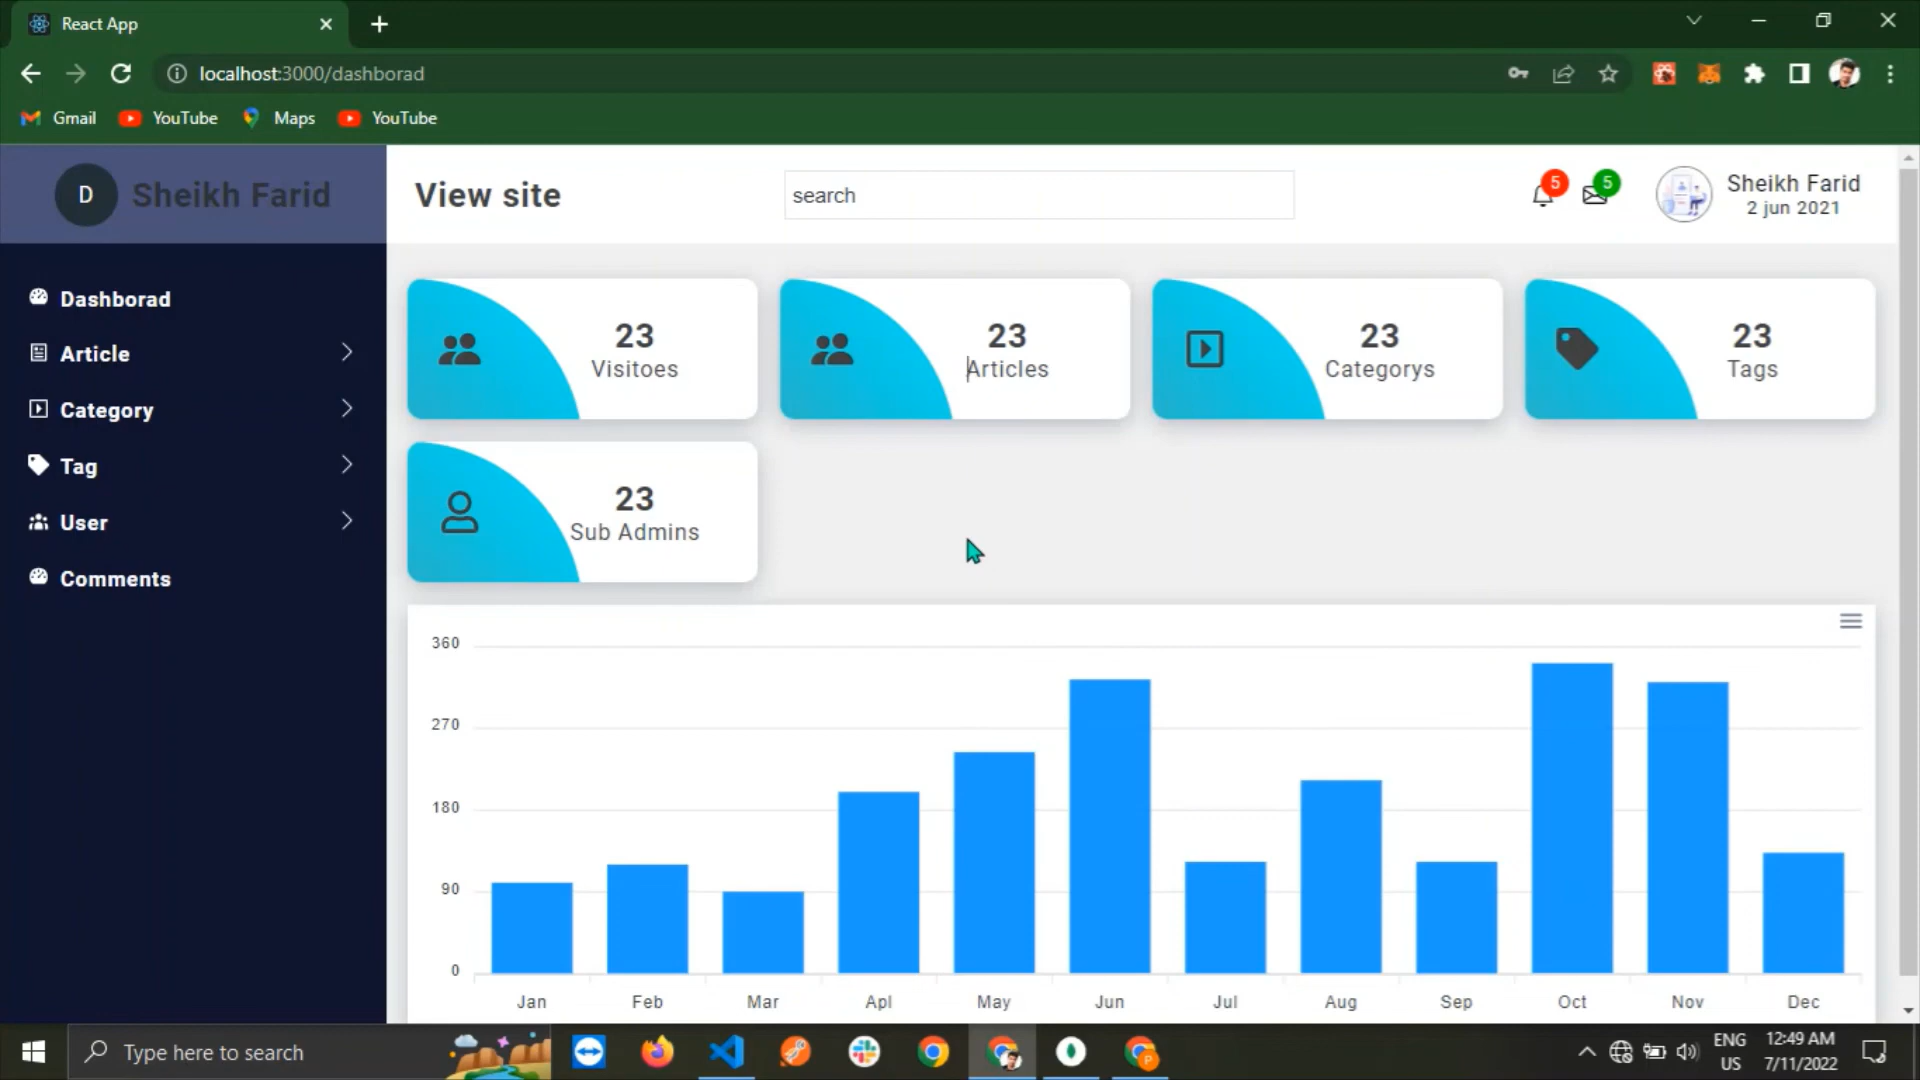 React App
localhost:3000/dashborad
Gmail YouTube Maps YouTube
D Sheikh Farid
View site
search
5
5
Sheikh Farid
2 jun 2021
Dashborad
Article
Category
Tag
User
Comments
23
Visitoes
23
Articles
23
Categorys
23
Tags
23
Sub Admins
360
270
180
90
0
Jan Feb Mar Apl May Jun Jul Aug Sep Oct Nov Dec
Type here to search
P
ENG
US
12:49 AM
7/11/2022